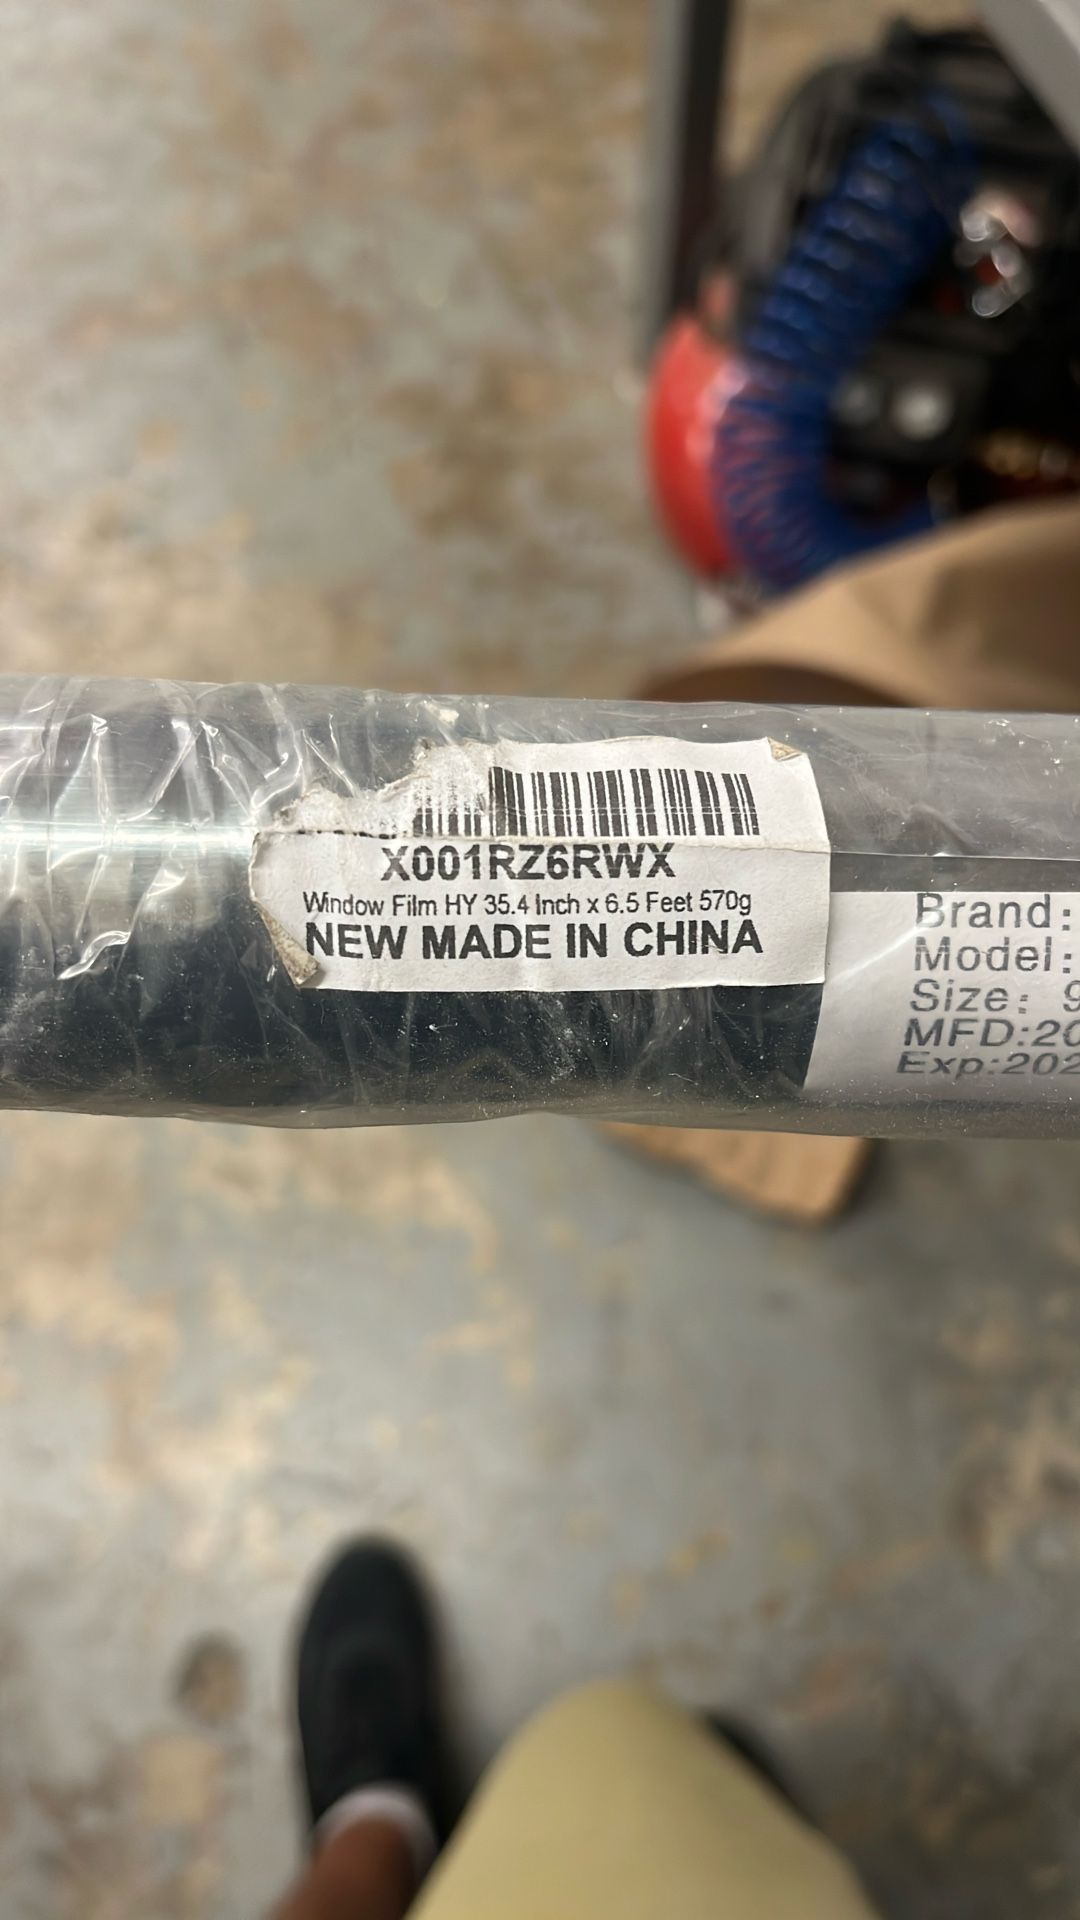 X001RZ6RWX
Window Film HY 35.4 Inch x 6.5 Feet 570g
NEW MADE IN CHINA
Brand:
Model:
Size: 9
MFD:20
Exp:202